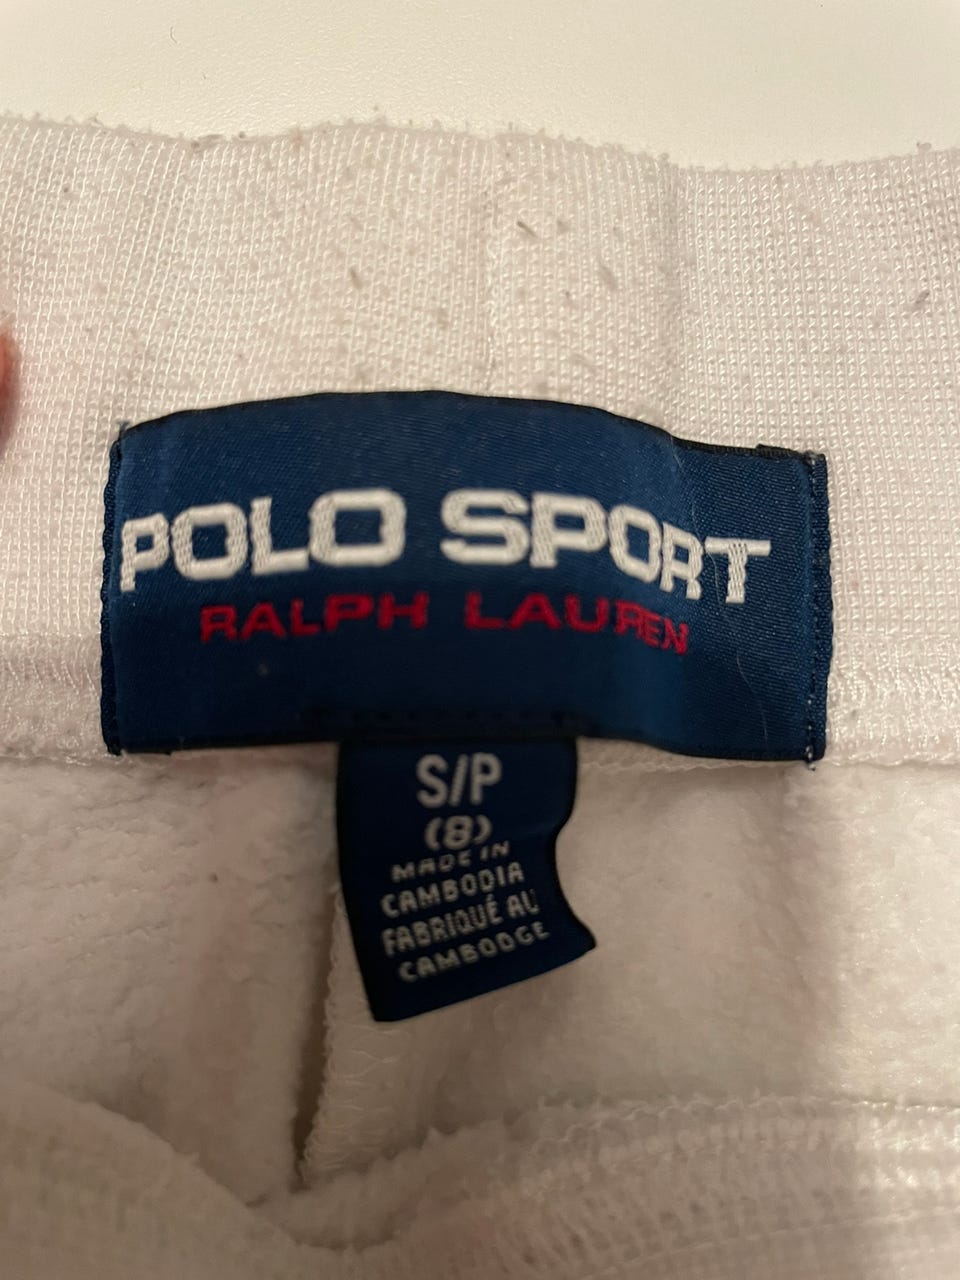 POLO SPORT
RALPH LAUREN
S/P
(8)
MADE IN
CAMBODIA
FABRIQUÉ AU
CAMBODGE